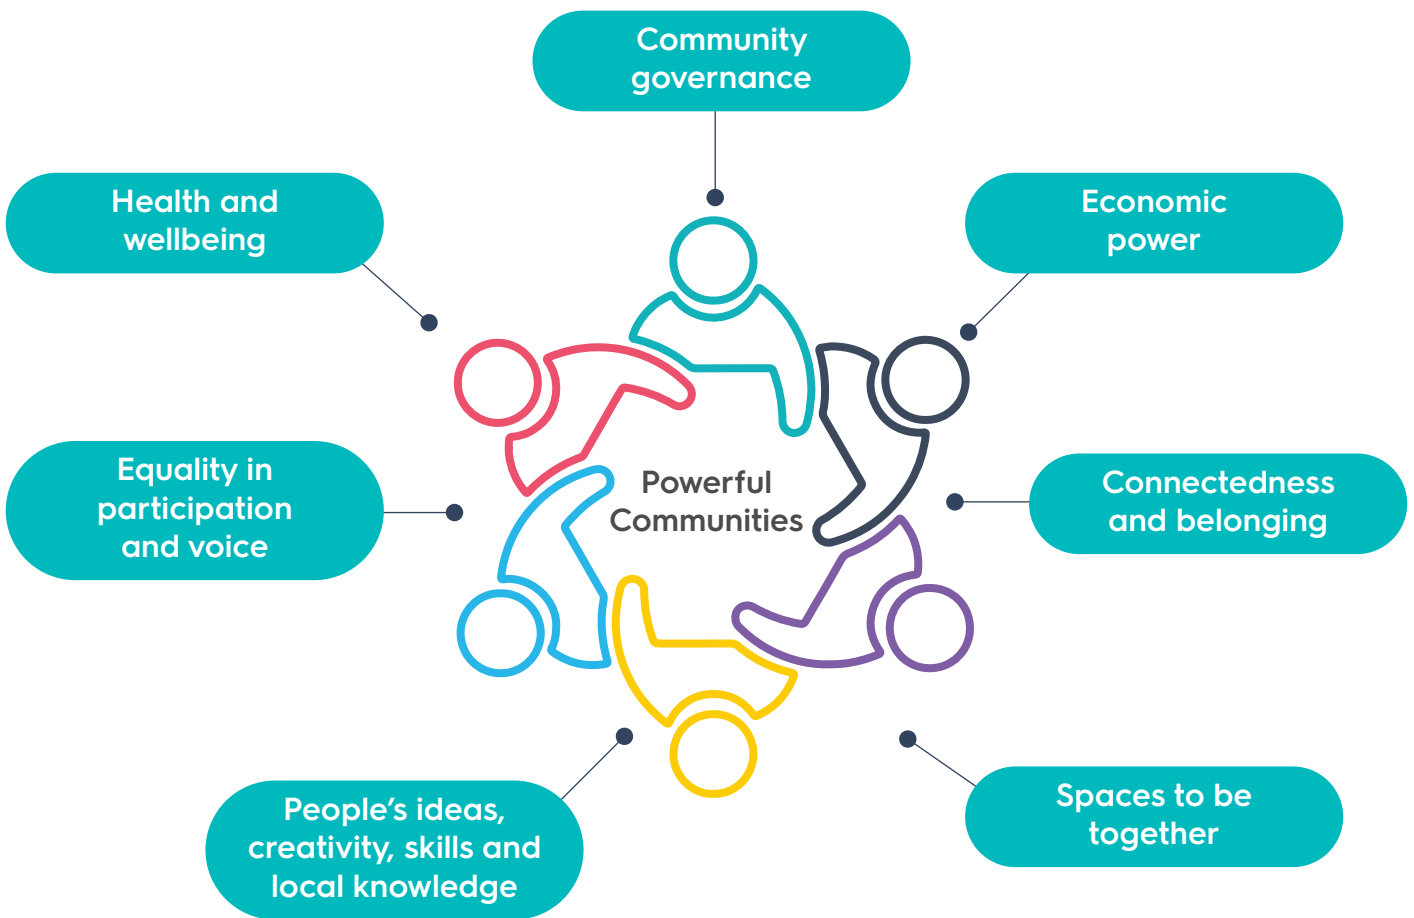 Community
governance
Health and
wellbeing
Economic
power
Equality in
participation
and voice
Powerful
Communities
Connectedness
and belonging
People’s ideas,
creativity, skills and
local knowledge
Spaces to be
together